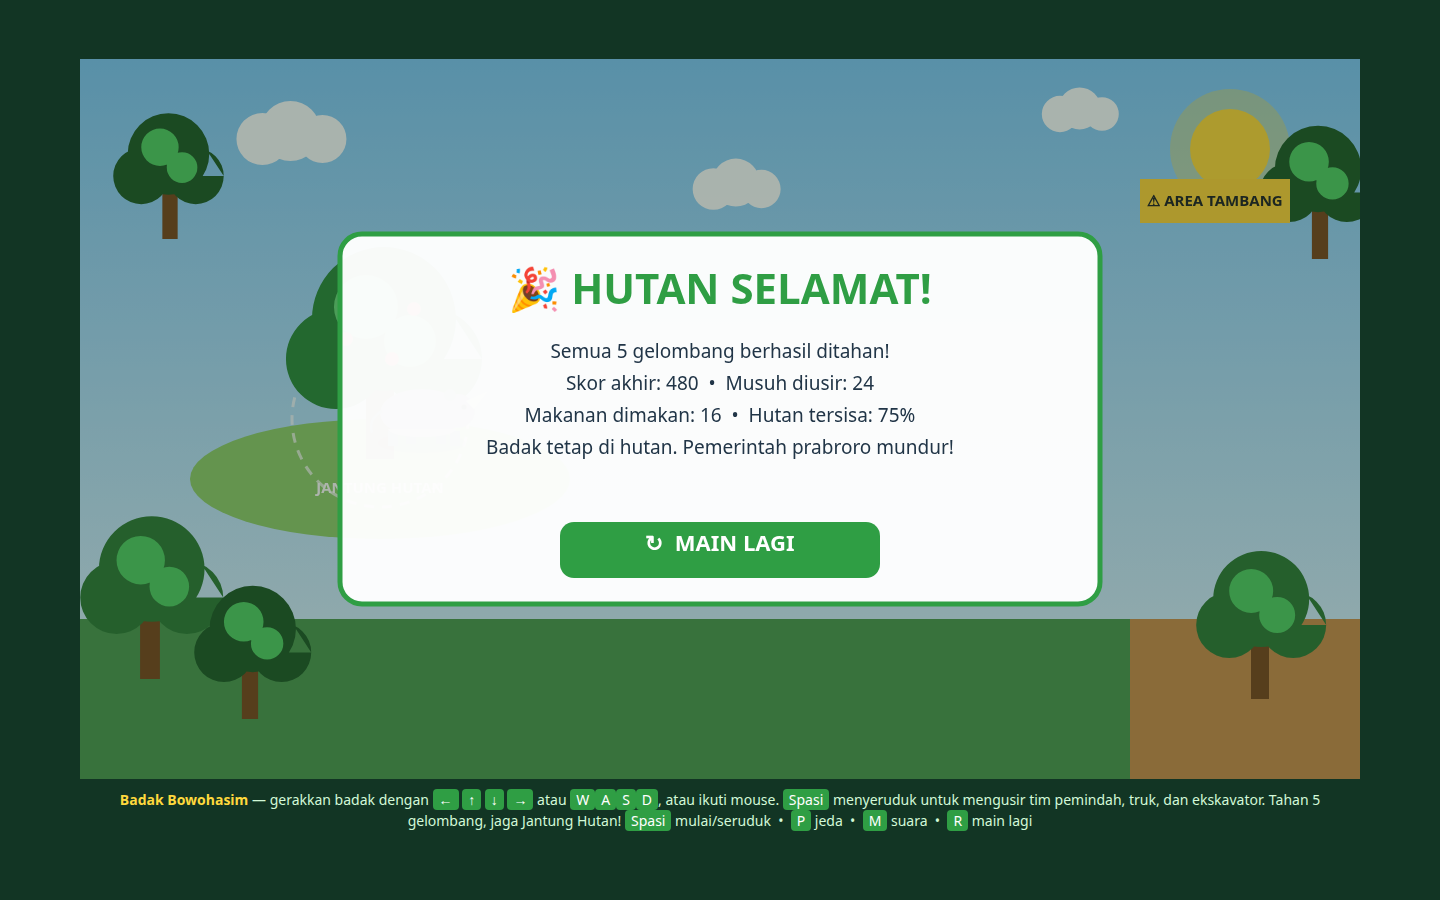 ⚠ AREA TAMBANG
🎉 HUTAN SELAMAT!
Semua 5 gelombang berhasil ditahan!
Skor akhir: 480 • Musuh diusir: 24
Makanan dimakan: 16 • Hutan tersisa: 75%
Badak tetap di hutan. Pemerintah prabroro mundur!
↻ MAIN LAGI
Badak Bowohasim — gerakkan badak dengan ← ↑ ↓ → atau W A S D, atau ikuti mouse. Spasi menyeruduk untuk mengusir tim pemindah, truk, dan ekskavator. Tahan 5
gelombang, jaga Jantung Hutan! Spasi mulai/seruduk • P jeda • M suara • R main lagi